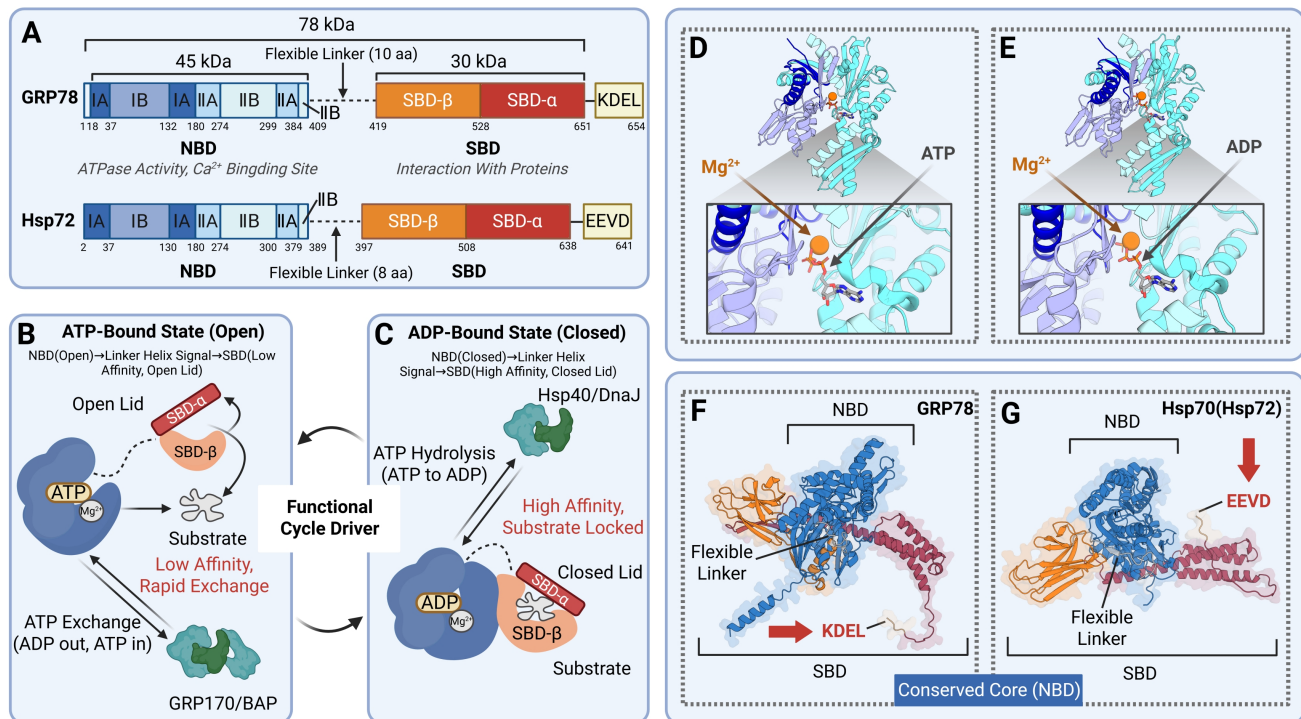 A
78 kDa
45 kDa
Flexible Linker (10 aa)
30 kDa
GRP78
IA
IB
IA
IIA
IIB
IIA
IIB
SBD-β
SBD-α
KDEL
1 18 37 132 180 274 299 384 409 419 528 651 654
NBD
SBD
ATPase Activity, Ca²⁺ Bingding Site
Interaction With Proteins
Hsp72
IA
IB
IA
IIA
IIB
IIA
IIB
SBD-β
SBD-α
EEVD
2 37 130 180 274 300 379 389 397 508 638 641
NBD
Flexible Linker (8 aa)
SBD
B
ATP-Bound State (Open)
NBD(Open)→Linker Helix Signal→SBD(Low
Affinity, Open Lid)
Open Lid
SBD-α
SBD-β
ATP
Mg²⁺
Substrate
Low Affinity,
Rapid Exchange
ATP Exchange
(ADP out, ATP in)
GRP170/BAP
Functional
Cycle Driver
C
ADP-Bound State (Closed)
NBD(Closed)→Linker Helix
Signal→SBD(High Affinity, Closed Lid)
Hsp40/DnaJ
ATP Hydrolysis
(ATP to ADP)
High Affinity,
Substrate Locked
Closed Lid
SBD-α
ADP
Mg²⁺
SBD-β
Substrate
D
Mg²⁺
ATP
E
Mg²⁺
ADP
F
NBD
GRP78
Flexible
Linker
KDEL
SBD
G
Hsp70(Hsp72)
NBD
EEVD
Flexible
Linker
SBD
Conserved Core (NBD)